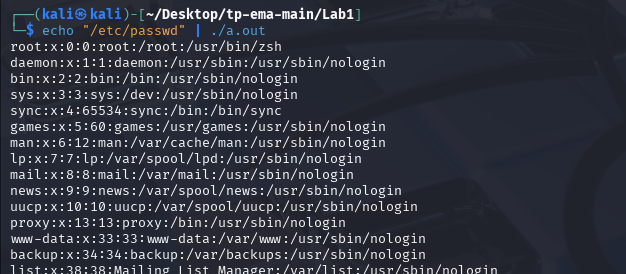 ┌──(kali㉿kali)-[~/Desktop/tp-ema-main/Lab1]
└─$ echo "/etc/passwd" | ./a.out
root:x:0:0:root:/root:/usr/bin/zsh
daemon:x:1:1:daemon:/usr/sbin:/usr/sbin/nologin
bin:x:2:2:bin:/bin:/usr/sbin/nologin
sys:x:3:3:sys:/dev:/usr/sbin/nologin
sync:x:4:65534:sync:/bin:/bin/sync
games:x:5:60:games:/usr/games:/usr/sbin/nologin
man:x:6:12:man:/var/cache/man:/usr/sbin/nologin
lp:x:7:7:lp:/var/spool/lpd:/usr/sbin/nologin
mail:x:8:8:mail:/var/mail:/usr/sbin/nologin
news:x:9:9:news:/var/spool/news:/usr/sbin/nologin
uucp:x:10:10:uucp:/var/spool/uucp:/usr/sbin/nologin
proxy:x:13:13:proxy:/bin:/usr/sbin/nologin
www-data:x:33:33:www-data:/var/www:/usr/sbin/nologin
backup:x:34:34:backup:/var/backups:/usr/sbin/nologin
list:x:38:38:Mailing List Manager:/var/list:/usr/sbin/nologin